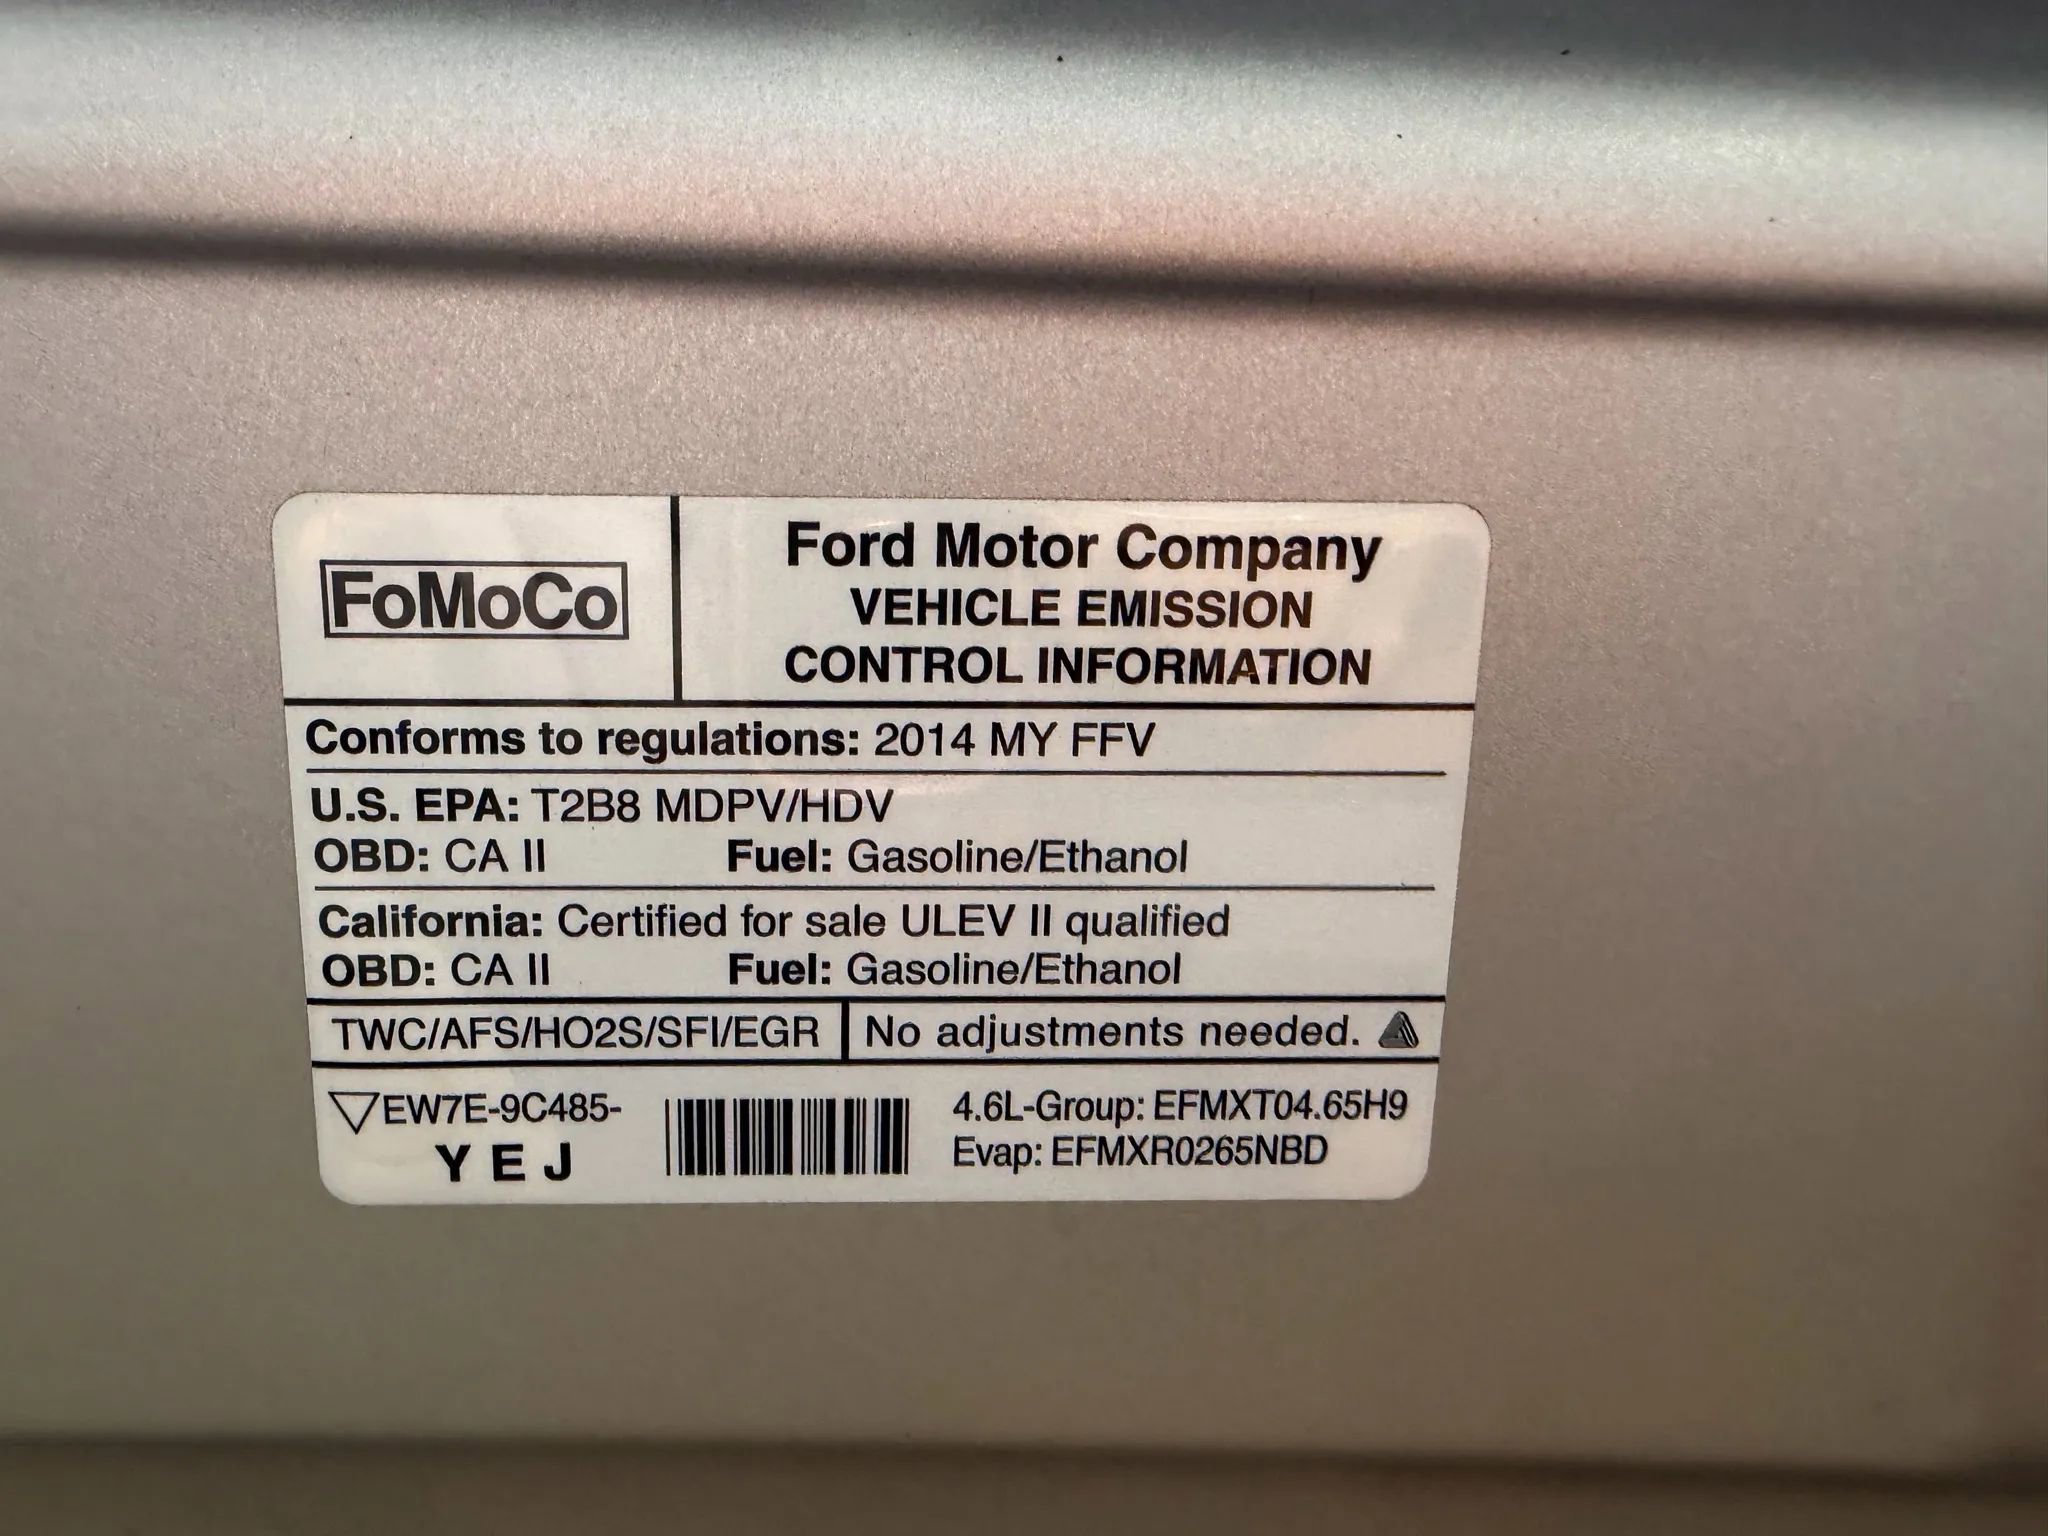 FoMoCo
Ford Motor Company
VEHICLE EMISSION
CONTROL INFORMATION
Conforms to regulations: 2014 MY FFV
U.S. EPA: T2B8 MDPV/HDV
OBD: CA II Fuel: Gasoline/Ethanol
California: Certified for sale ULEV II qualified
OBD: CA II Fuel: Gasoline/Ethanol
TWC/AFS/HO2S/SFI/EGR No adjustments needed.
EW7E-9C485-
Y E J
4.6L-Group: EFMXT04.65H9
Evap: EFMXR0265NBD